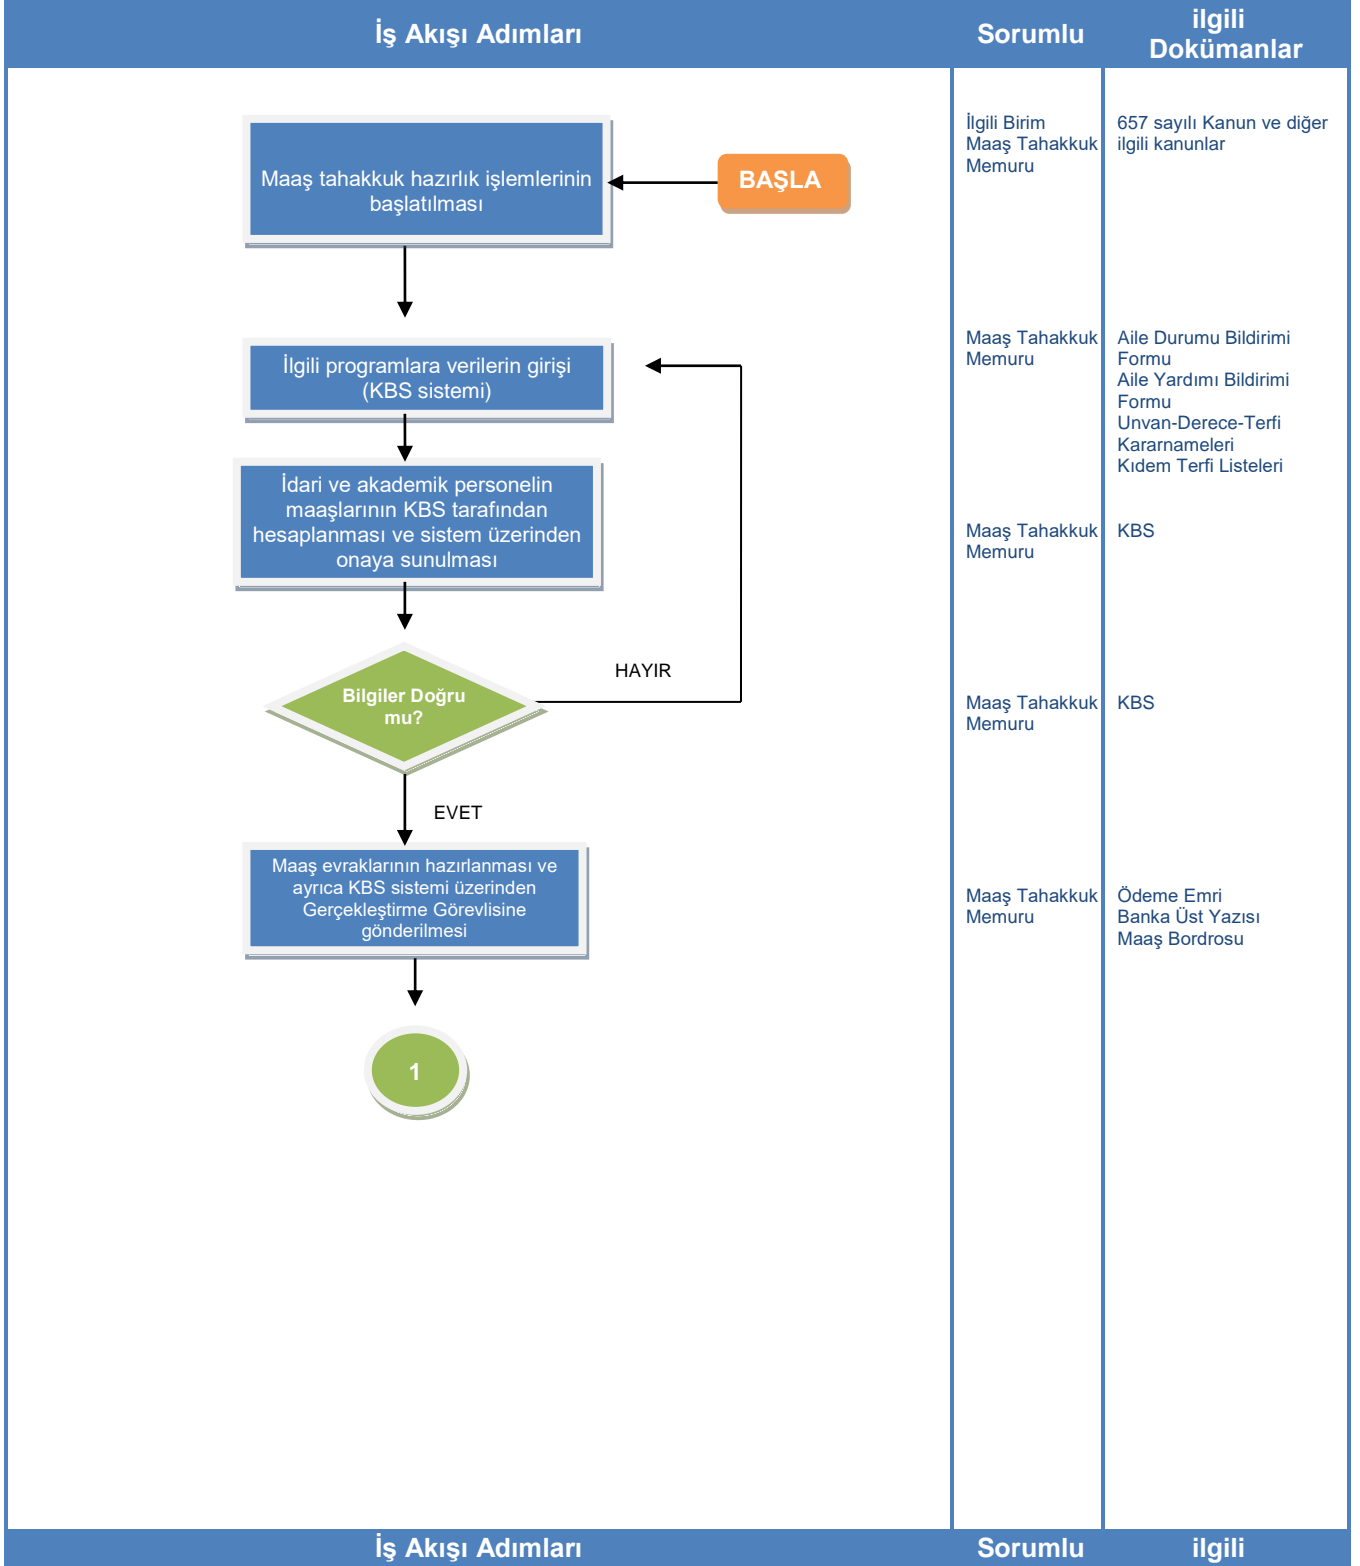 İş Akışı Adımları
Sorumlu
ilgili
Dokümanlar
Maaş tahakkuk hazırlık işlemlerinin
başlatılması
BAŞLA
İlgili Birim
Maaş Tahakkuk
Memuru
657 sayılı Kanun ve diğer
ilgili kanunlar
İlgili programlara verilerin girişi
(KBS sistemi)
Maaş Tahakkuk
Memuru
Aile Durumu Bildirimi
Formu
Aile Yardımı Bildirimi
Formu
Unvan-Derece-Terfi
Kararnameleri
Kıdem Terfi Listeleri
İdari ve akademik personelin
maaşlarının KBS tarafından
hesaplanması ve sistem üzerinden
onaya sunulması
Maaş Tahakkuk
Memuru
KBS
Bilgiler Doğru
mu?
HAYIR
Maaş Tahakkuk
Memuru
KBS
EVET
Maaş evraklarının hazırlanması ve
ayrıca KBS sistemi üzerinden
Gerçekleştirme Görevlisine
gönderilmesi
Maaş Tahakkuk
Memuru
Ödeme Emri
Banka Üst Yazısı
Maaş Bordrosu
1
İş Akışı Adımları
Sorumlu
ilgili